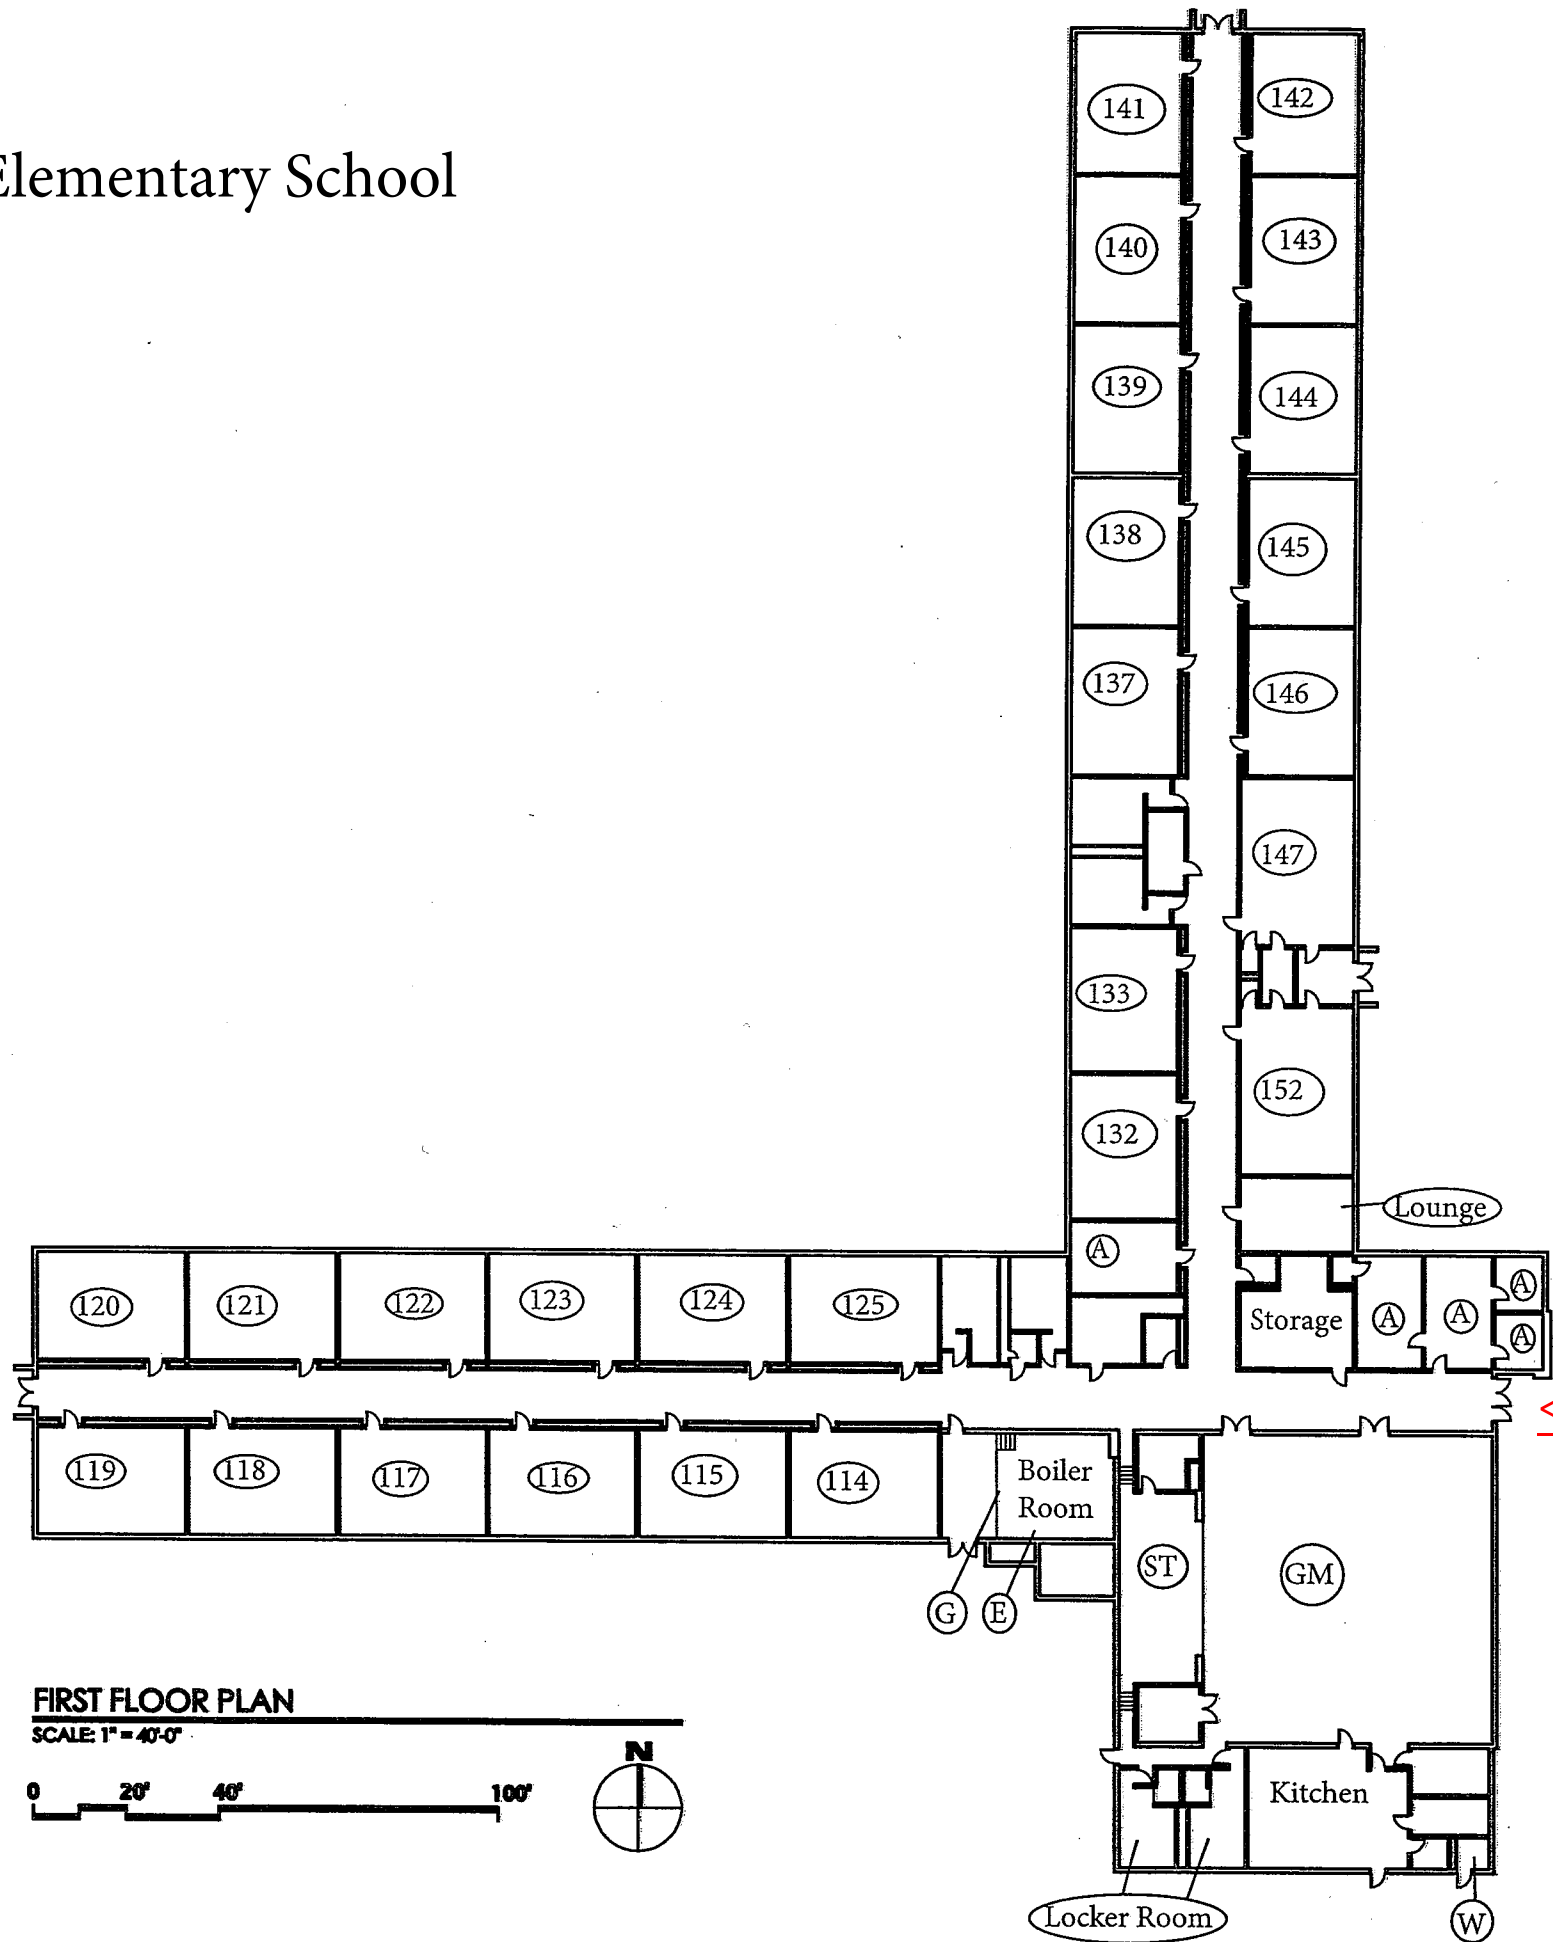 Elementary School
141
142
140
143
139
144
138
145
137
146
147
133
152
132
Lounge
A
120
121
122
123
124
125
Storage
A
A
A
A
<
119
118
117
116
115
114
Boiler
Room
ST
GM
G
E
FIRST FLOOR PLAN
SCALE: 1" = 40'-0"
N
0 20' 40' 100'
Kitchen
Locker Room
W